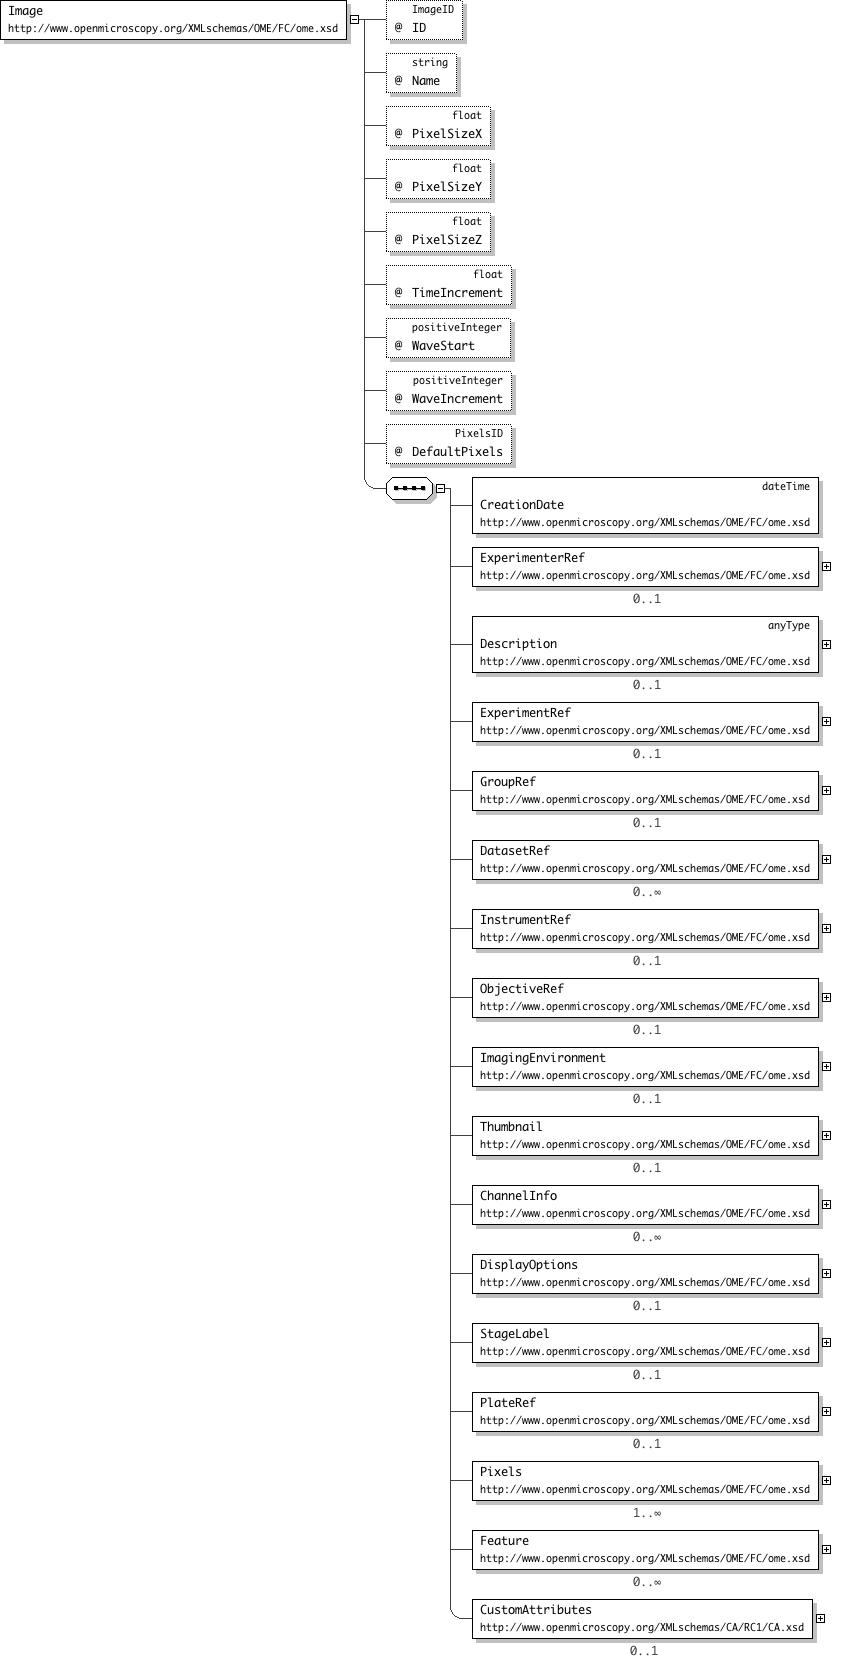 Image
http://www.openmicroscopy.org/XMLschemas/OME/FC/ome.xsd
ImageID
@ ID
string
@ Name
float
@ PixelSizeX
float
@ PixelSizeY
float
@ PixelSizeZ
float
@ TimeIncrement
positiveInteger
@ WaveStart
positiveInteger
@ WaveIncrement
PixelsID
@ DefaultPixels
dateTime
CreationDate
http://www.openmicroscopy.org/XMLschemas/OME/FC/ome.xsd
ExperimenterRef
http://www.openmicroscopy.org/XMLschemas/OME/FC/ome.xsd
0..1
anyType
Description
http://www.openmicroscopy.org/XMLschemas/OME/FC/ome.xsd
0..1
ExperimentRef
http://www.openmicroscopy.org/XMLschemas/OME/FC/ome.xsd
0..1
GroupRef
http://www.openmicroscopy.org/XMLschemas/OME/FC/ome.xsd
0..1
DatasetRef
http://www.openmicroscopy.org/XMLschemas/OME/FC/ome.xsd
0..∞
InstrumentRef
http://www.openmicroscopy.org/XMLschemas/OME/FC/ome.xsd
0..1
ObjectiveRef
http://www.openmicroscopy.org/XMLschemas/OME/FC/ome.xsd
0..1
ImagingEnvironment
http://www.openmicroscopy.org/XMLschemas/OME/FC/ome.xsd
0..1
Thumbnail
http://www.openmicroscopy.org/XMLschemas/OME/FC/ome.xsd
0..1
ChannelInfo
http://www.openmicroscopy.org/XMLschemas/OME/FC/ome.xsd
0..∞
DisplayOptions
http://www.openmicroscopy.org/XMLschemas/OME/FC/ome.xsd
0..1
StageLabel
http://www.openmicroscopy.org/XMLschemas/OME/FC/ome.xsd
0..1
PlateRef
http://www.openmicroscopy.org/XMLschemas/OME/FC/ome.xsd
0..1
Pixels
http://www.openmicroscopy.org/XMLschemas/OME/FC/ome.xsd
1..∞
Feature
http://www.openmicroscopy.org/XMLschemas/OME/FC/ome.xsd
0..∞
CustomAttributes
http://www.openmicroscopy.org/XMLschemas/CA/RC1/CA.xsd
0..1